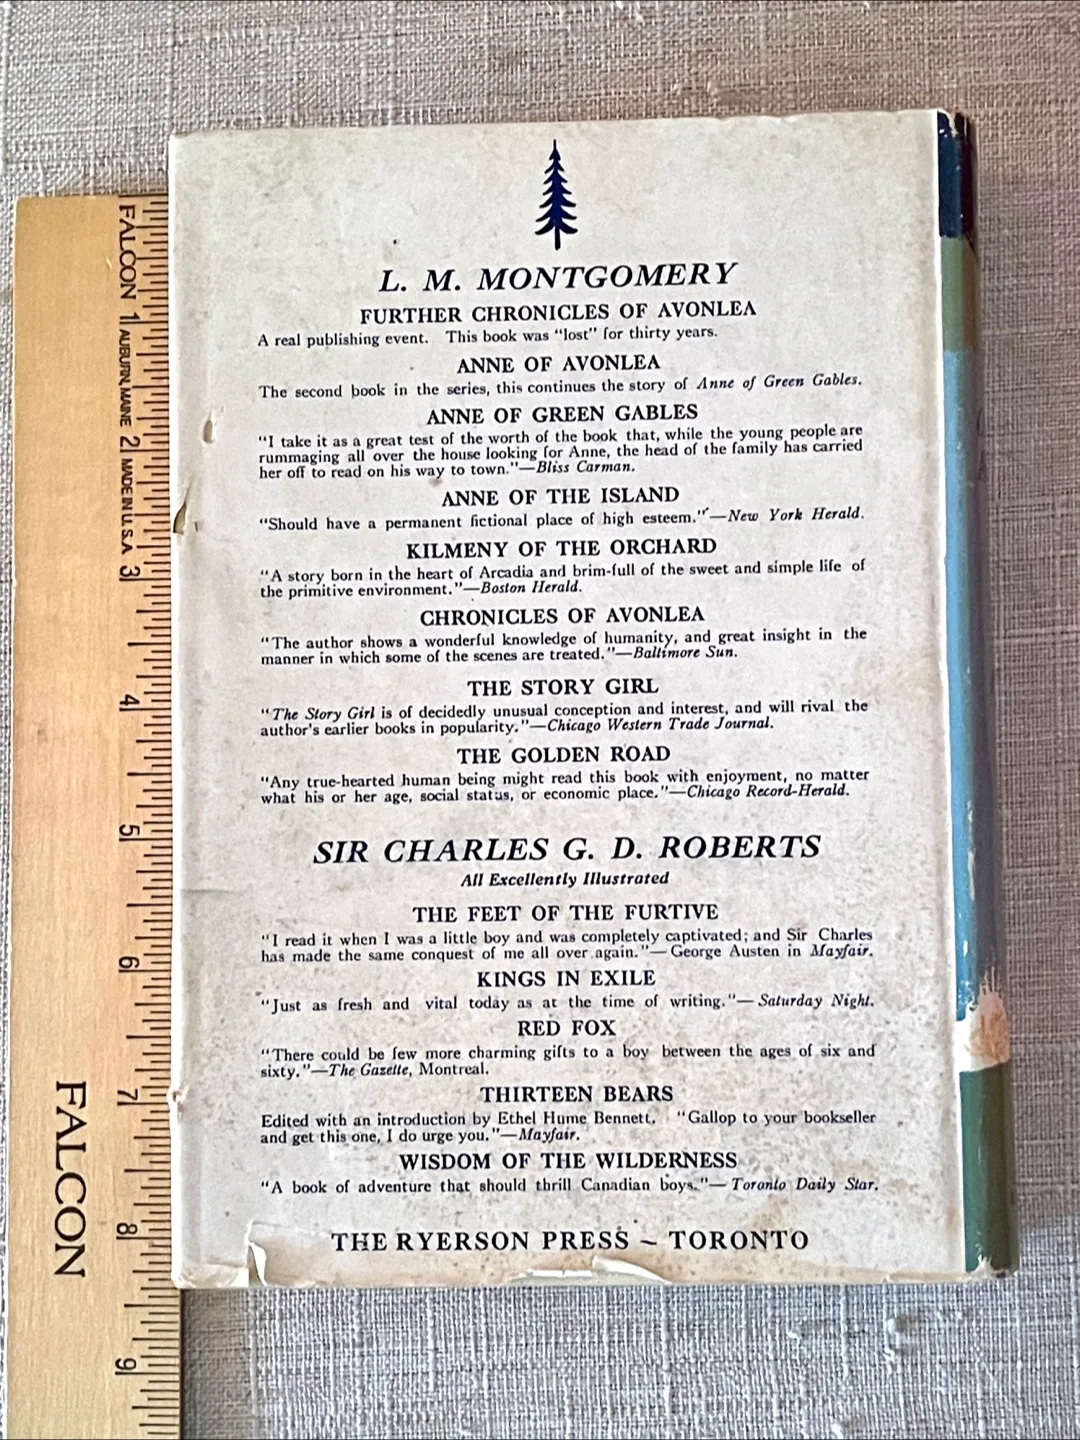 L. M. MONTGOMERY
FURTHER CHRONICLES OF AVONLEA
A real publishing event. This book was "lost" for thirty years.
ANNE OF AVONLEA
The second book in the series, this continues the story of Anne of Green Gables.
ANNE OF GREEN GABLES
"I take it as a great test of the worth of the book that, while the young people are
rummaging all over the house looking for Anne, the head of the family has carried
her off to read on his way to town."—Bliss Carman.
ANNE OF THE ISLAND
"Should have a permanent fictional place of high esteem."—New York Herald.
KILMENY OF THE ORCHARD
"A story born in the heart of Arcadia and brim-full of the sweet and simple life of
the primitive environment."—Boston Herald.
CHRONICLES OF AVONLEA
"The author shows a wonderful knowledge of humanity, and great insight in the
manner in which some of the scenes are treated."—Baltimore Sun.
THE STORY GIRL
"The Story Girl is of decidedly unusual conception and interest, and will rival the
author's earlier books in popularity."—Chicago Western Trade Journal.
THE GOLDEN ROAD
"Any true-hearted human being might read this book with enjoyment, no matter
what his or her age, social status, or economic place."—Chicago Record-Herald.
SIR CHARLES G. D. ROBERTS
All Excellently Illustrated
THE FEET OF THE FURTIVE
"I read it when I was a little boy and was completely captivated; and Sir Charles
has made the same conquest of me all over again."—George Austen in Mayfair.
KINGS IN EXILE
"Just as fresh and vital today as at the time of writing."—Saturday Night.
RED FOX
"There could be few more charming gifts to a boy between the ages of six and
sixty."—The Gazette, Montreal.
THIRTEEN BEARS
Edited with an introduction by Ethel Hume Bennett. "Gallop to your bookseller
and get this one, I do urge you."—Mayfair.
WISDOM OF THE WILDERNESS
"A book of adventure that should thrill Canadian boys."—Toronto Daily Star.
THE RYERSON PRESS ~ TORONTO
FALCON 1 AUBURN, MAINE 2 MADE IN U.S.A 3 4 5 6 7 8 9
FALCON